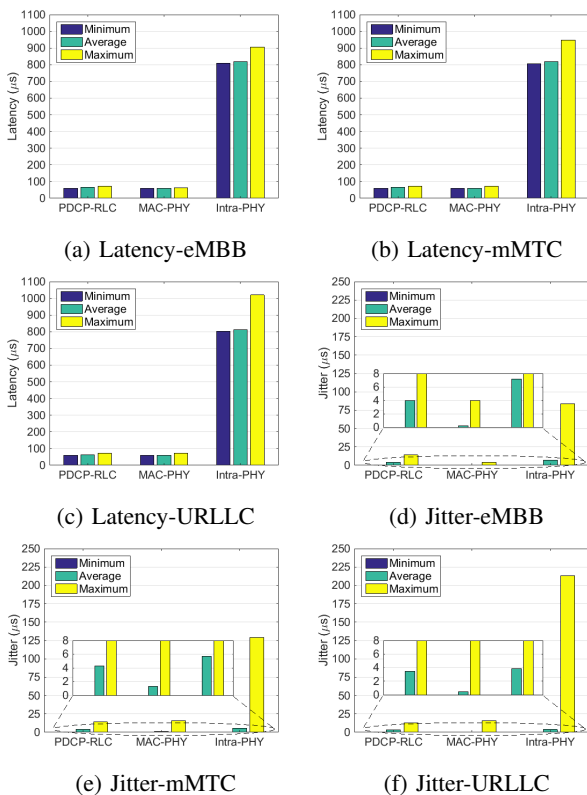 1100
1000
900
800
700
600
500
400
300
200
100
0
Latency (μs)
Minimum
Average
Maximum
PDCP-RLC MAC-PHY Intra-PHY
(a) Latency-eMBB
1100
1000
900
800
700
600
500
400
300
200
100
0
Latency (μs)
Minimum
Average
Maximum
PDCP-RLC MAC-PHY Intra-PHY
(b) Latency-mMTC
1100
1000
900
800
700
600
500
400
300
200
100
0
Latency (μs)
Minimum
Average
Maximum
PDCP-RLC MAC-PHY Intra-PHY
(c) Latency-URLLC
250
225
200
175
150
125
100
75
50
25
0
Jitter (μs)
Minimum
Average
Maximum
8
6
4
2
0
PDCP-RLC MAC-PHY Intra-PHY
(d) Jitter-eMBB
250
225
200
175
150
125
100
75
50
25
0
Jitter (μs)
Minimum
Average
Maximum
8
6
4
2
0
PDCP-RLC MAC-PHY Intra-PHY
(e) Jitter-mMTC
250
225
200
175
150
125
100
75
50
25
0
Jitter (μs)
Minimum
Average
Maximum
8
6
4
2
0
PDCP-RLC MAC-PHY Intra-PHY
(f) Jitter-URLLC